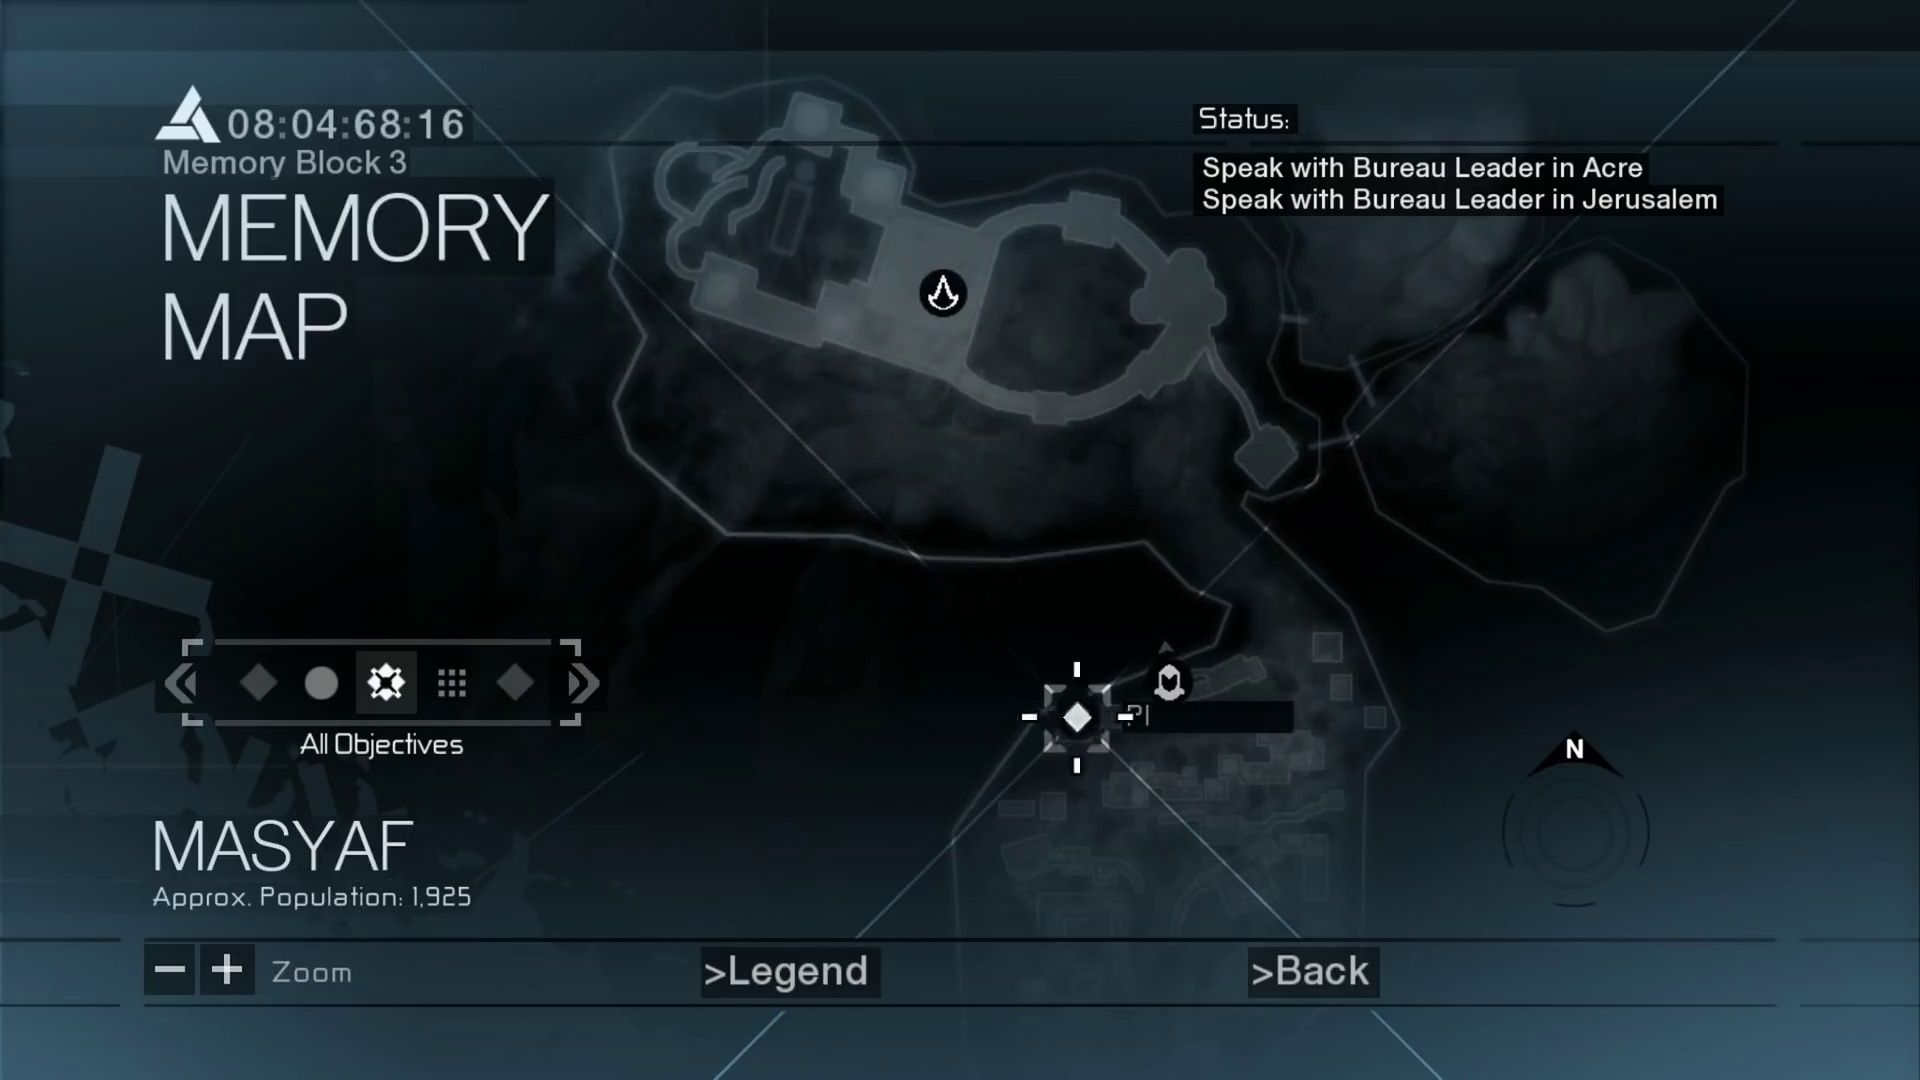 08:04:68:16
Memory Block 3
MEMORY
MAP
Status:
Speak with Bureau Leader in Acre
Speak with Bureau Leader in Jerusalem
All Objectives
N
MASYAF
Approx. Population: 1,925
Zoom
>Legend
>Back